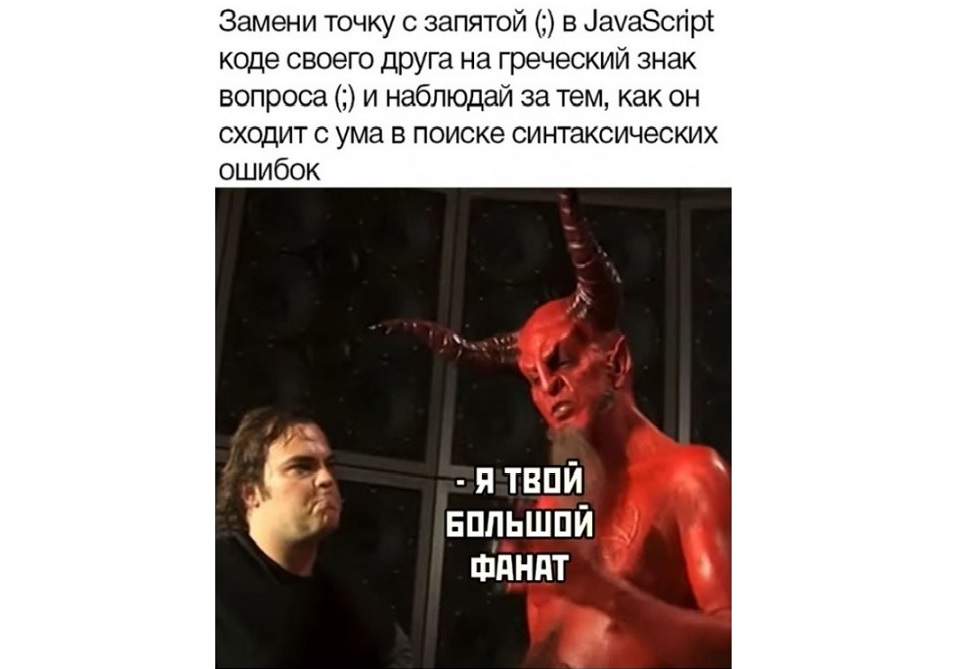 Замени точку с запятой (;) в JavaScript
коде своего друга на греческий знак
вопроса (;) и наблюдай за тем, как он
сходит с ума в поиске синтаксических
ошибок
- Я ТВОЙ
БОЛЬШОЙ
ФАНАТ